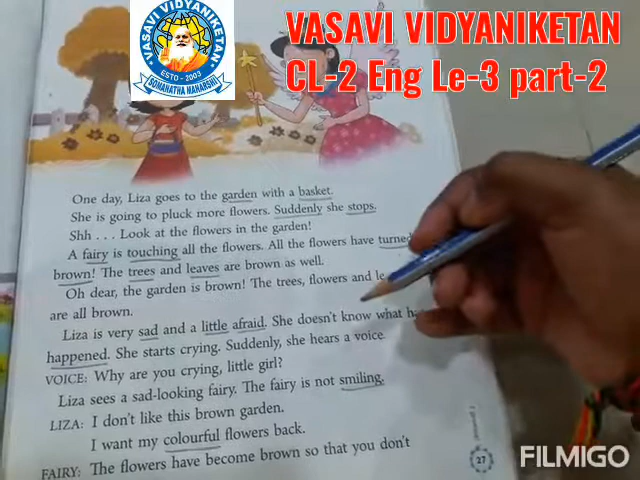 VASAVI VIDYANIKETAN
CL-2 Eng Le-3 part-2
VASAVI VIDYANIKETAN
ESTD - 2003
One day, Liza goes to the garden with a basket.
She is going to pluck more flowers. Suddenly she stops.
Shh . . . Look at the flowers in the garden!
A fairy is touching all the flowers. All the flowers have turned
brown! The trees and leaves are brown as well.
Oh dear, the garden is brown! The trees, flowers and le
are all brown.
Liza is very sad and a little afraid. She doesn't know what h
happened. She starts crying. Suddenly, she hears a voice.
VOICE: Why are you crying, little girl?
Liza sees a sad-looking fairy. The fairy is not smiling.
LIZA: I don't like this brown garden.
I want my colourful flowers back.
FAIRY: The flowers have become brown so that you don't
27
FILMIGO